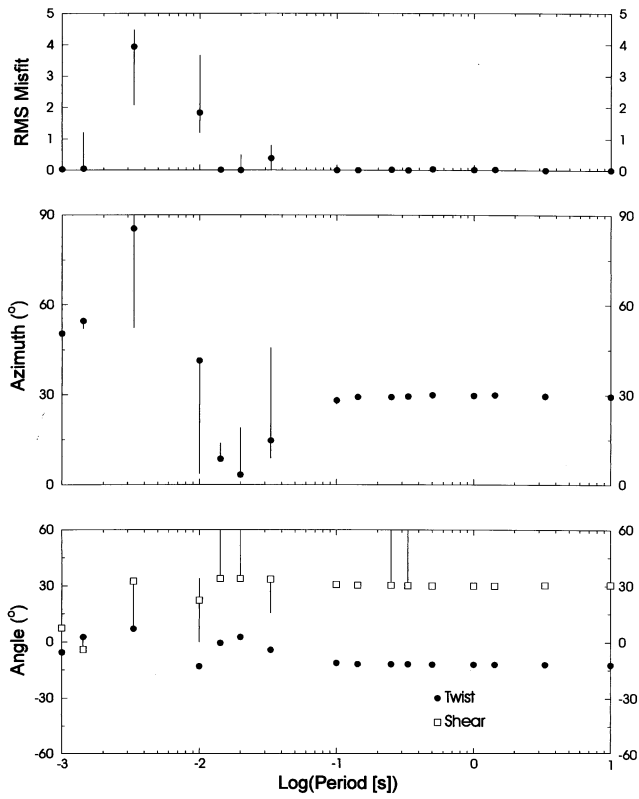 5 5
4 4
3 3
2 2
1 1
0 0
RMS Misfit
90 90
60 60
30 30
0 0
Azimuth (°)
60 60
30 30
0 0
-30 -30
-60 -60
Angle (°)
Twist
Shear
-3 -2 -1 0 1
Log(Period [s])